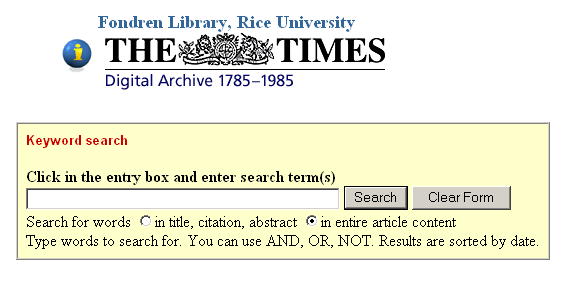 Fondren Library, Rice University
THE TIMES
Digital Archive 1785–1985
Keyword search
Click in the entry box and enter search term(s)
Search Clear Form
Search for words in title, citation, abstract in entire article content
Type words to search for. You can use AND, OR, NOT. Results are sorted by date.